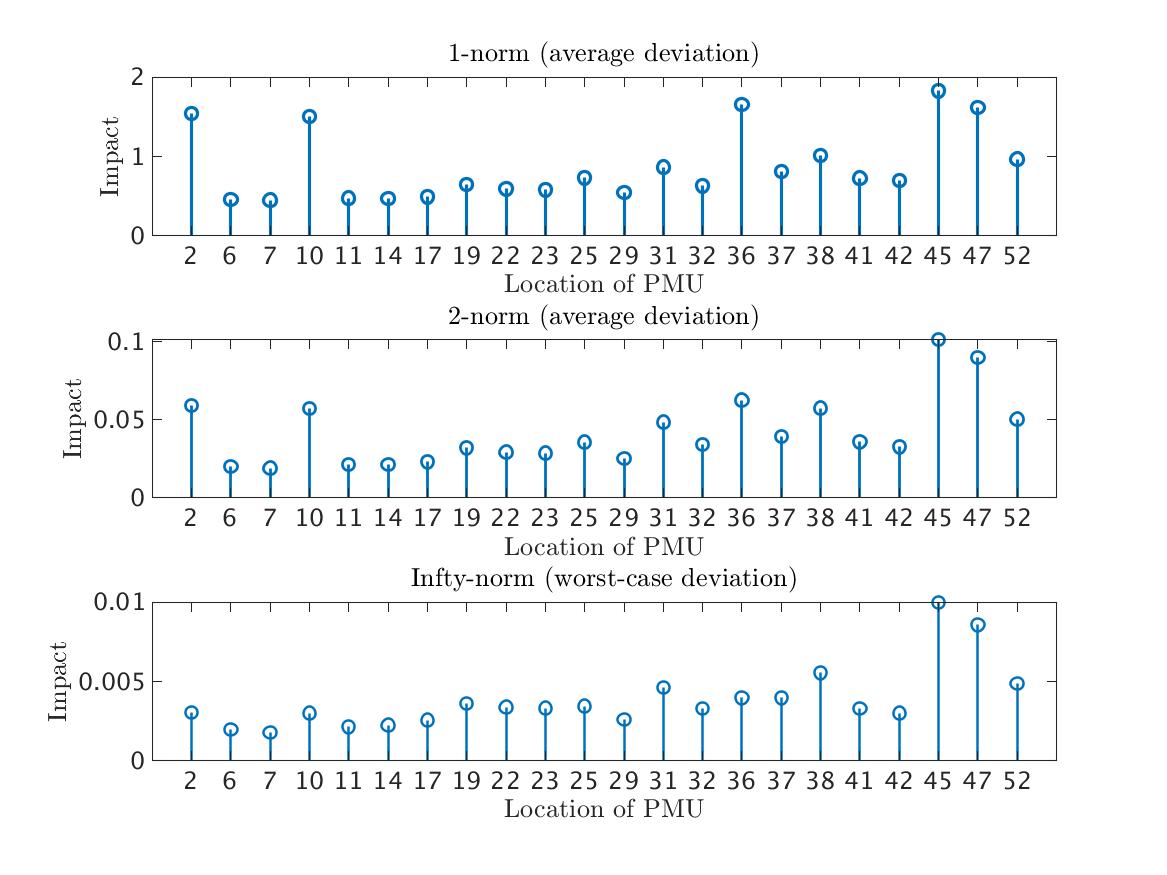 1-norm (average deviation)
2
1
0
Impact
2 6 7 10 11 14 17 19 22 23 25 29 31 32 36 37 38 41 42 45 47 52
Location of PMU
2-norm (average deviation)
0.1
0.05
0
Impact
2 6 7 10 11 14 17 19 22 23 25 29 31 32 36 37 38 41 42 45 47 52
Location of PMU
Infty-norm (worst-case deviation)
0.01
0.005
0
Impact
2 6 7 10 11 14 17 19 22 23 25 29 31 32 36 37 38 41 42 45 47 52
Location of PMU